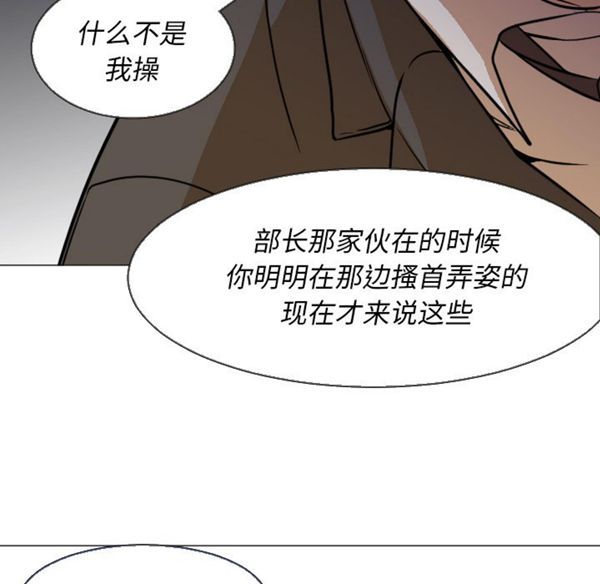 什么不是
我操
部长那家伙在的时候
你明明在那边搔首弄姿的
现在才来说这些